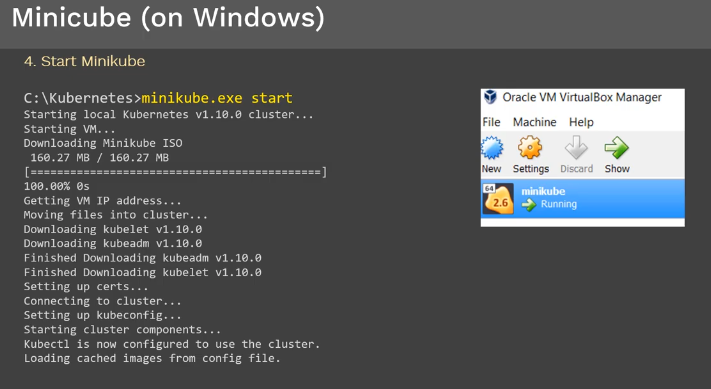 Minicube (on Windows)
4. Start Minikube
C:\Kubernetes>minikube.exe start
Starting local Kubernetes v1.10.0 cluster...
Starting VM...
Downloading Minikube ISO
160.27 MB / 160.27 MB
[============================================]
100.00% 0s
Getting VM IP address...
Moving files into cluster...
Downloading kubelet v1.10.0
Downloading kubeadm v1.10.0
Finished Downloading kubeadm v1.10.0
Finished Downloading kubelet v1.10.0
Setting up certs...
Connecting to cluster...
Setting up kubeconfig...
Starting cluster components...
Kubectl is now configured to use the cluster.
Loading cached images from config file.
Oracle VM VirtualBox Manager
File Machine Help
New Settings Discard Show
64
2.6
minikube
Running